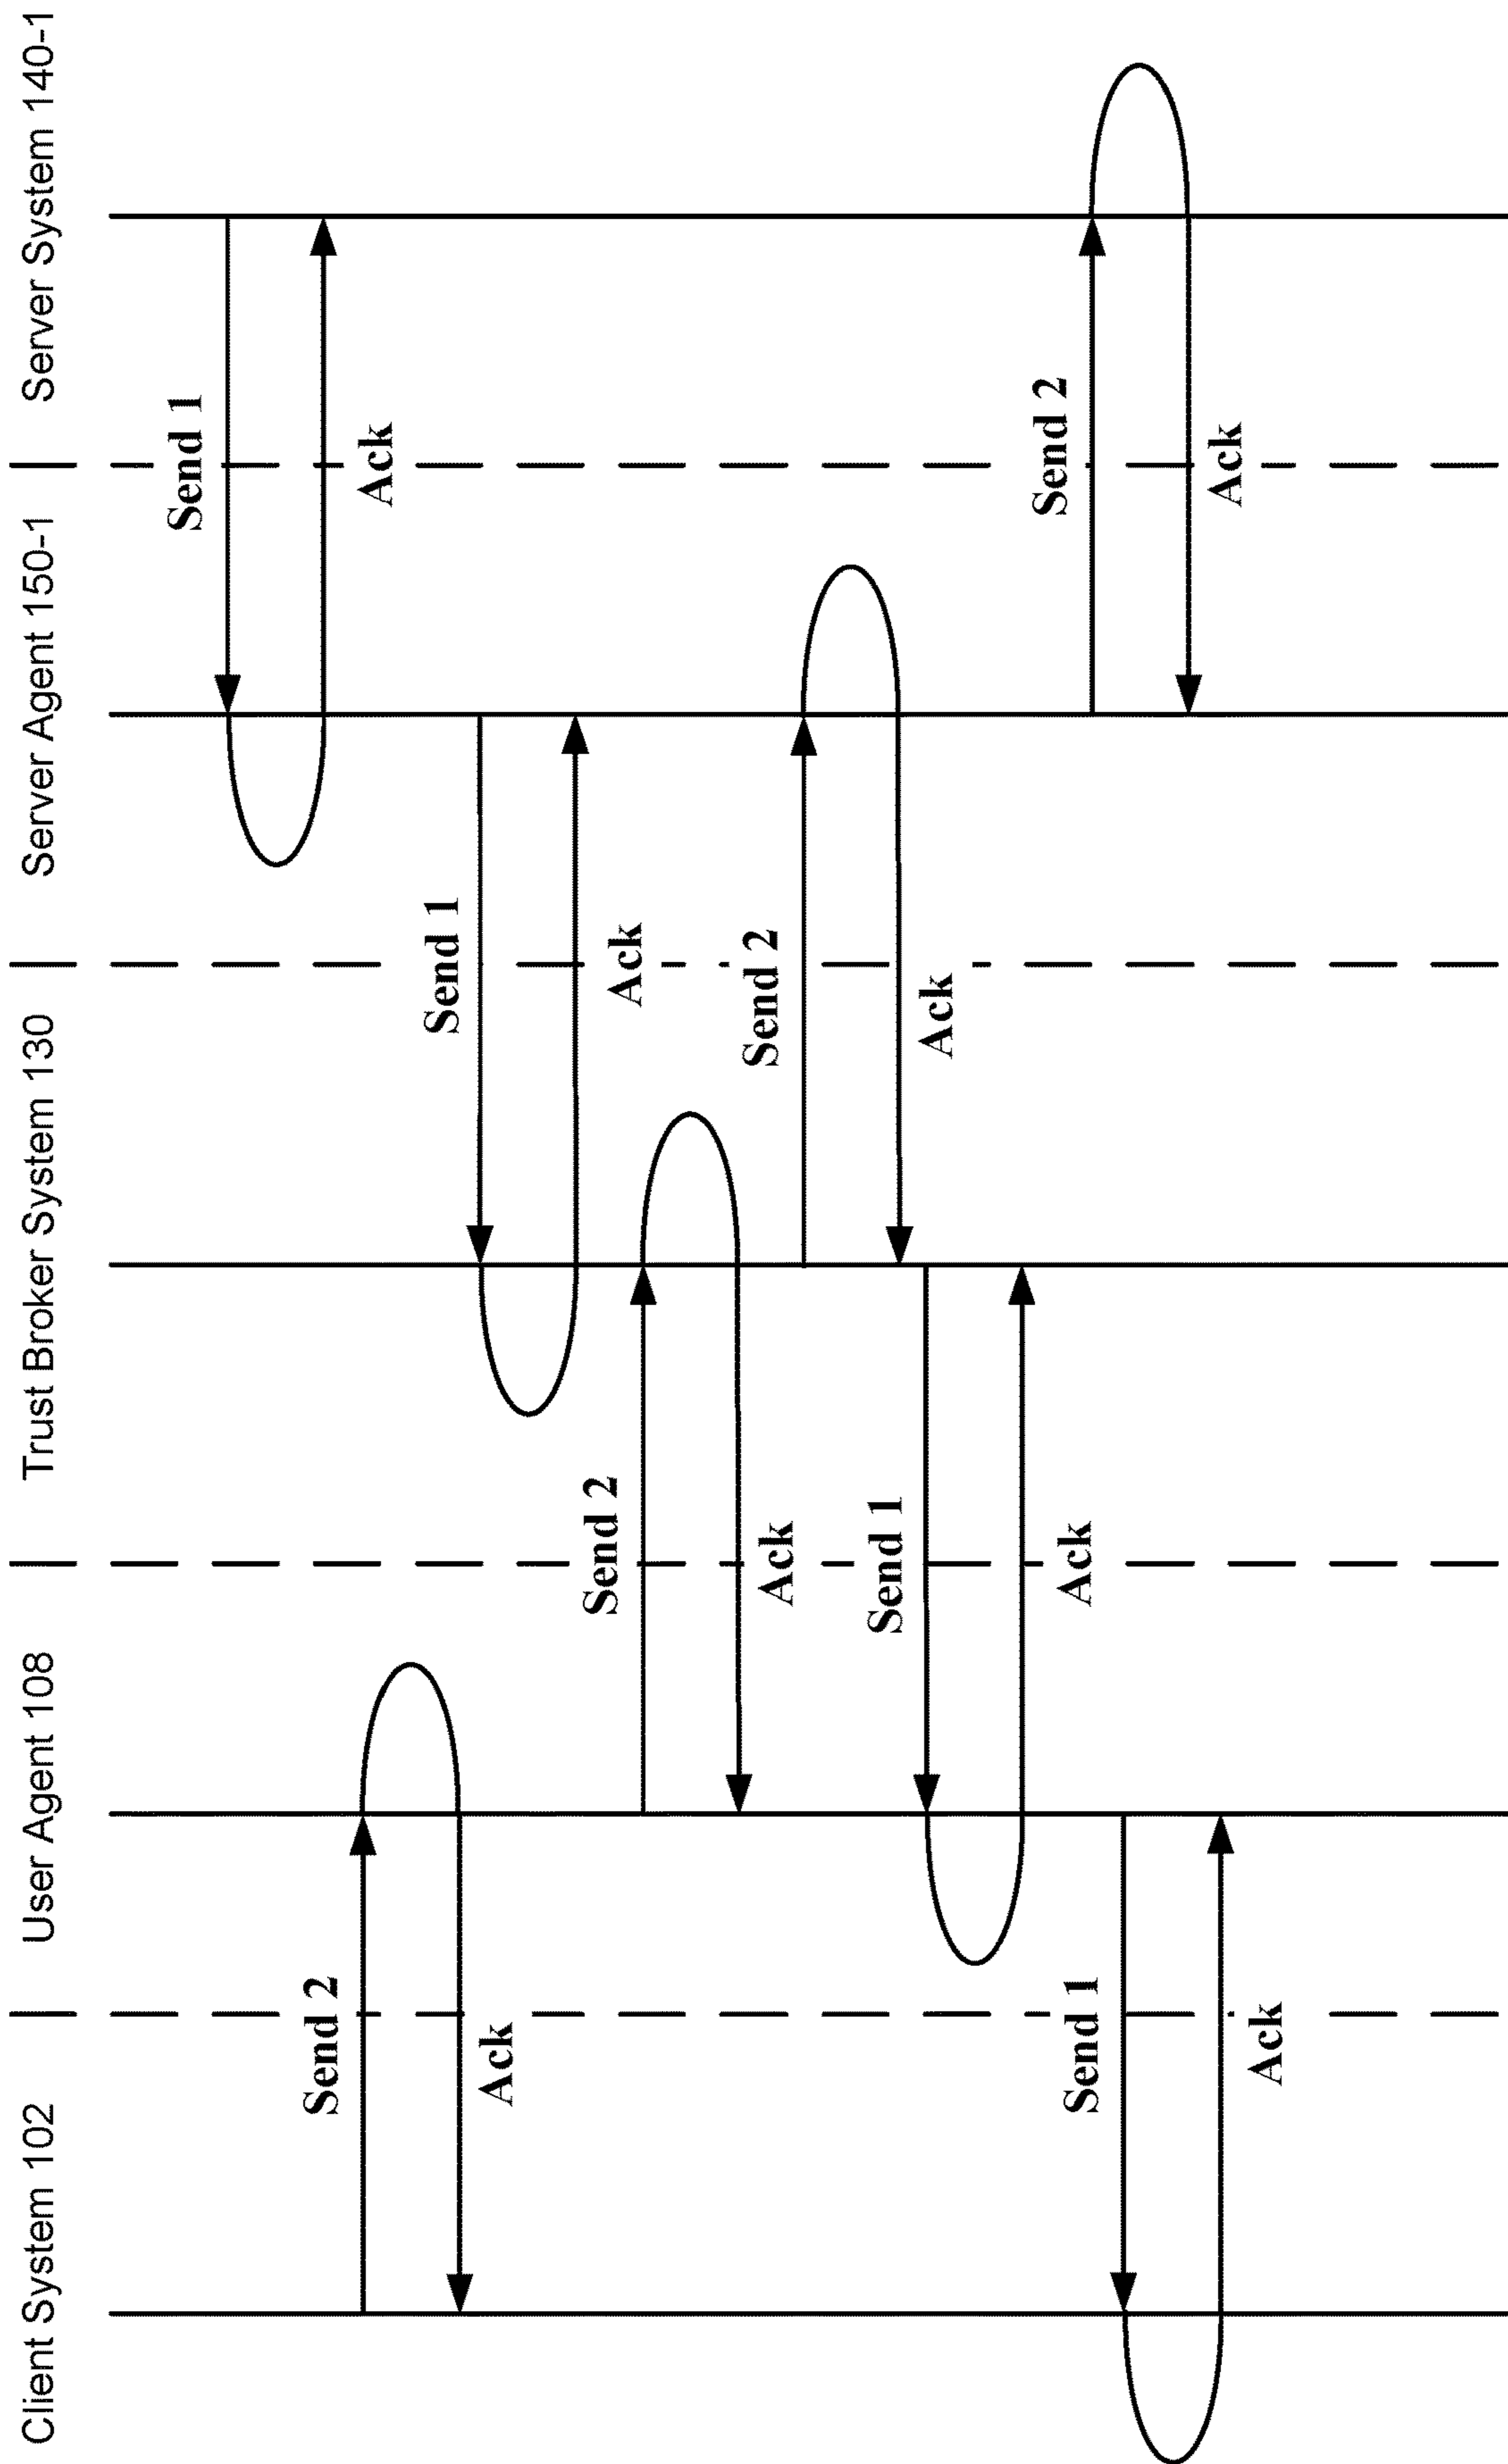 Client System 102
User Agent 108
Trust Broker System 130
Server Agent 150-1
Server System 140-1
Send 1
Send 2
Ack
Send 1
Ack
Send 2
Ack
Send 2
Ack
Send 1
Ack
Send 2
Ack
Send 1
Ack
Ack